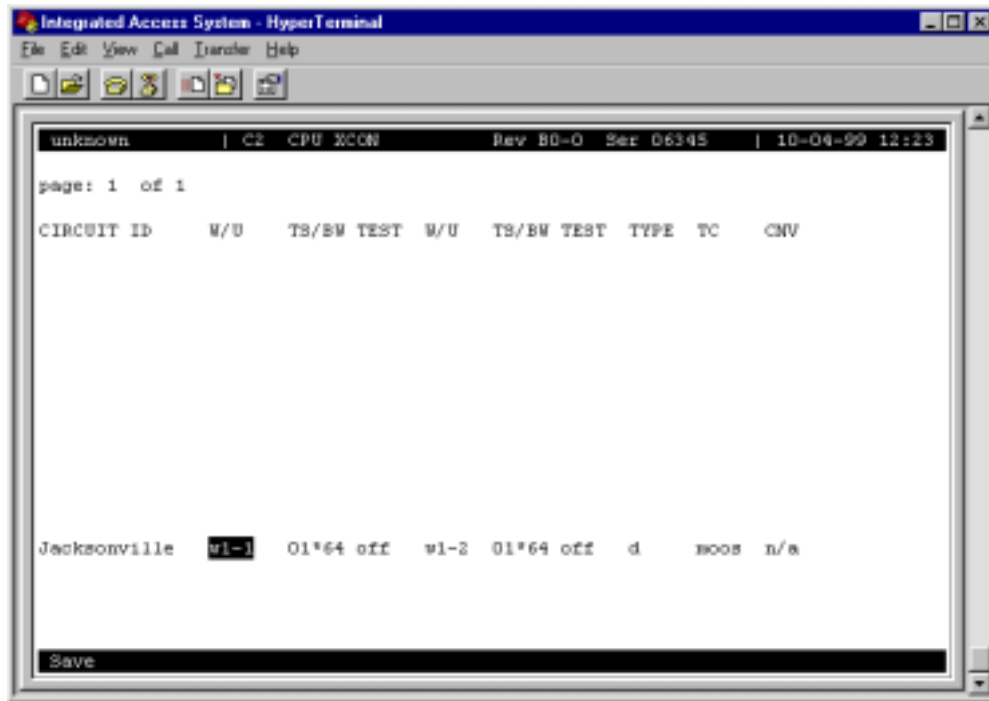 Integrated Access System - HyperTerminal
File Edit View Call Transfer Help
unknown | C2 CPU XCON Rev B0-0 Ser 06345 | 10-04-99 12:23
page: 1 of 1
CIRCUIT ID W/U TS/BW TEST W/U TS/BW TEST TYPE TC CNV
Jacksonville w1-1 01*64 off w1-2 01*64 off d moos n/a
Save